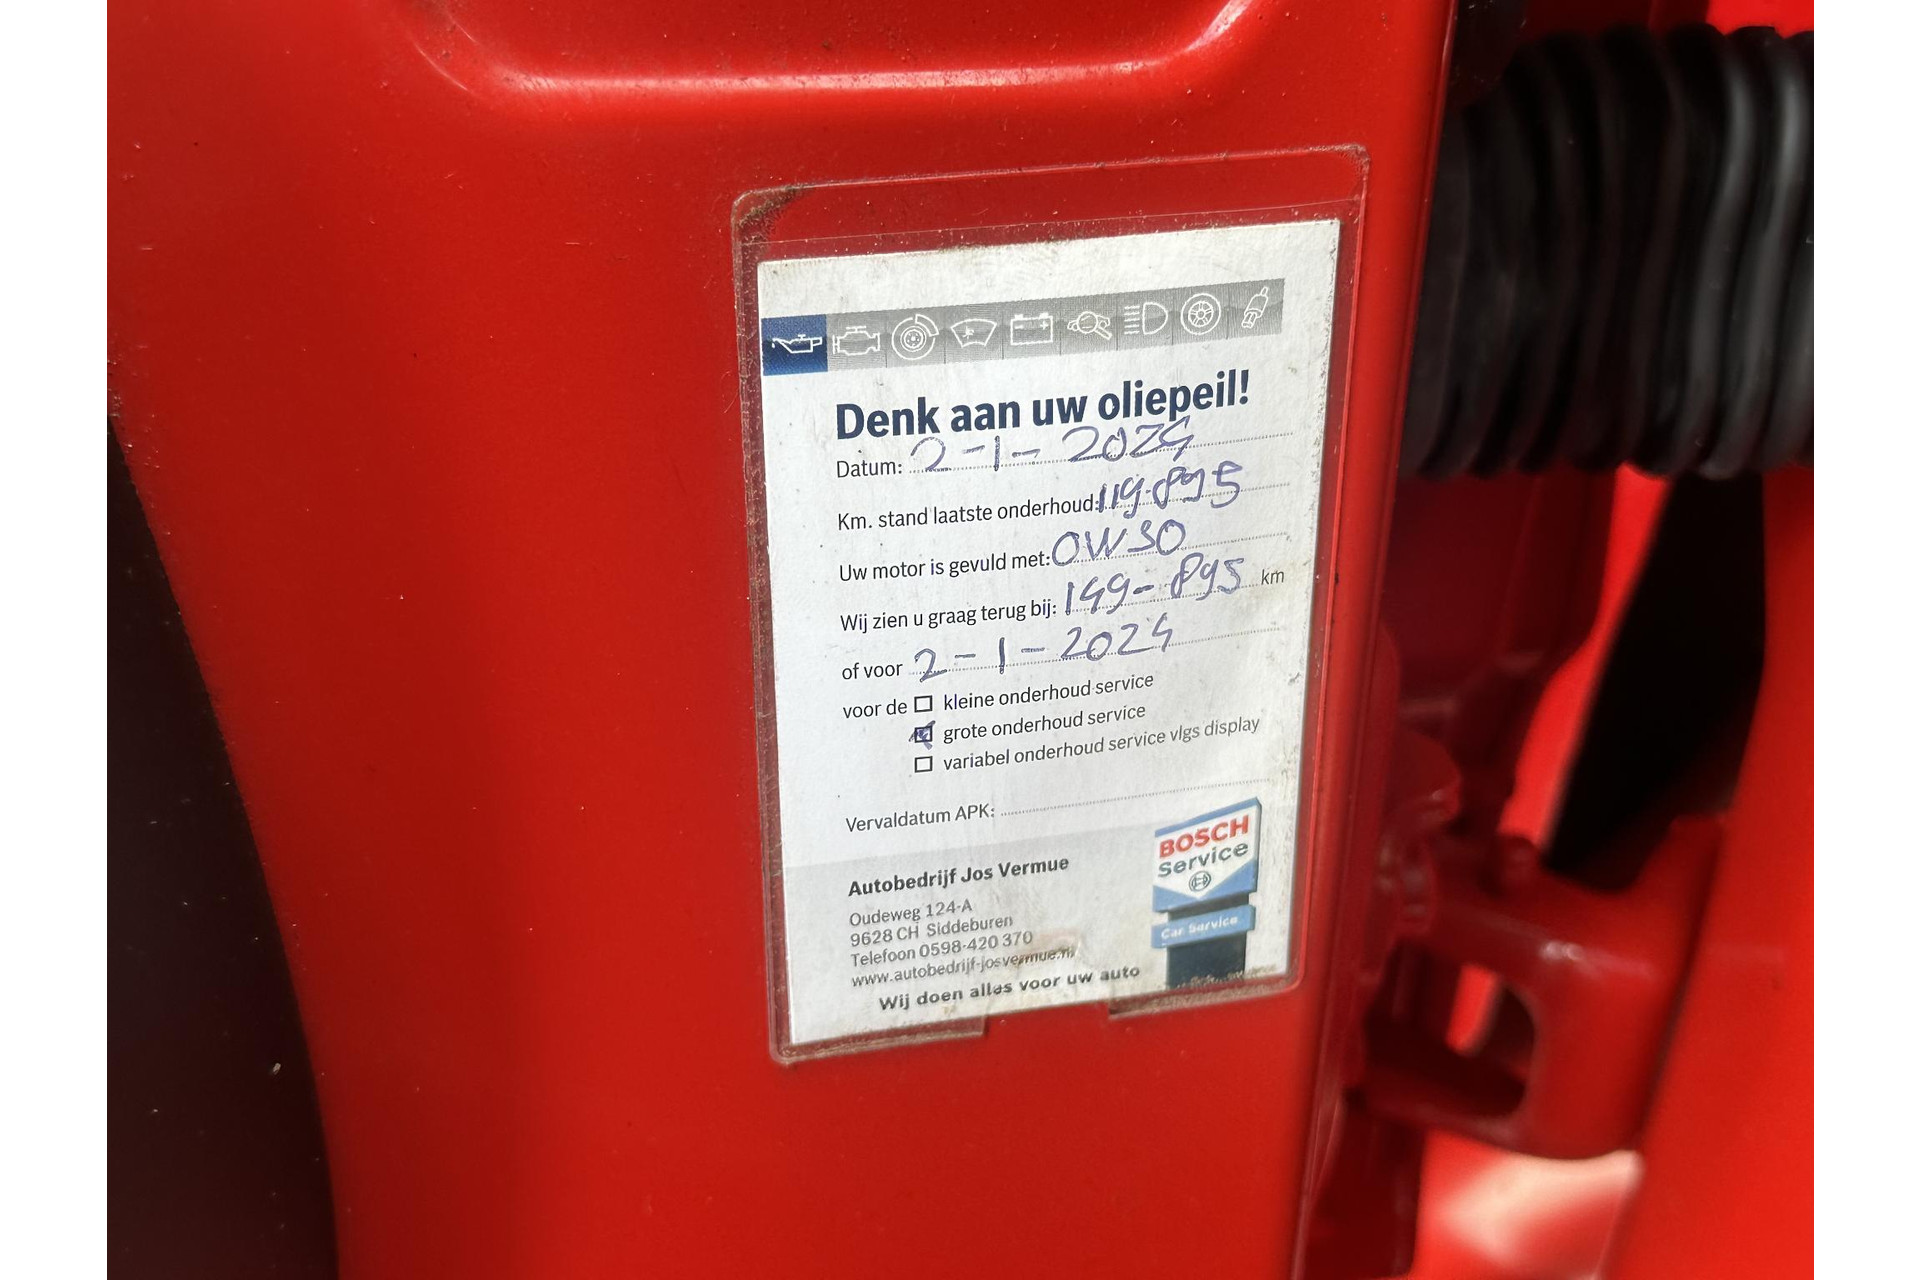 Denk aan uw oliepeil!
Datum: 2-1-2024
Km. stand laatste onderhoud: 119.895
Uw motor is gevuld met: 0W30
Wij zien u graag terug bij: 149-895 km
of voor 2-1-2024
voor de kleine onderhoud service
grote onderhoud service
variabel onderhoud service vlgs display
Vervaldatum APK:
Autobedrijf Jos Vermue
Oudeweg 124-A
9628 CH Siddeburen
Telefoon 0598-420 370
www.autobedrijf-josvermue.nl
Wij doen alles voor uw auto
BOSCH
Service
Car Service